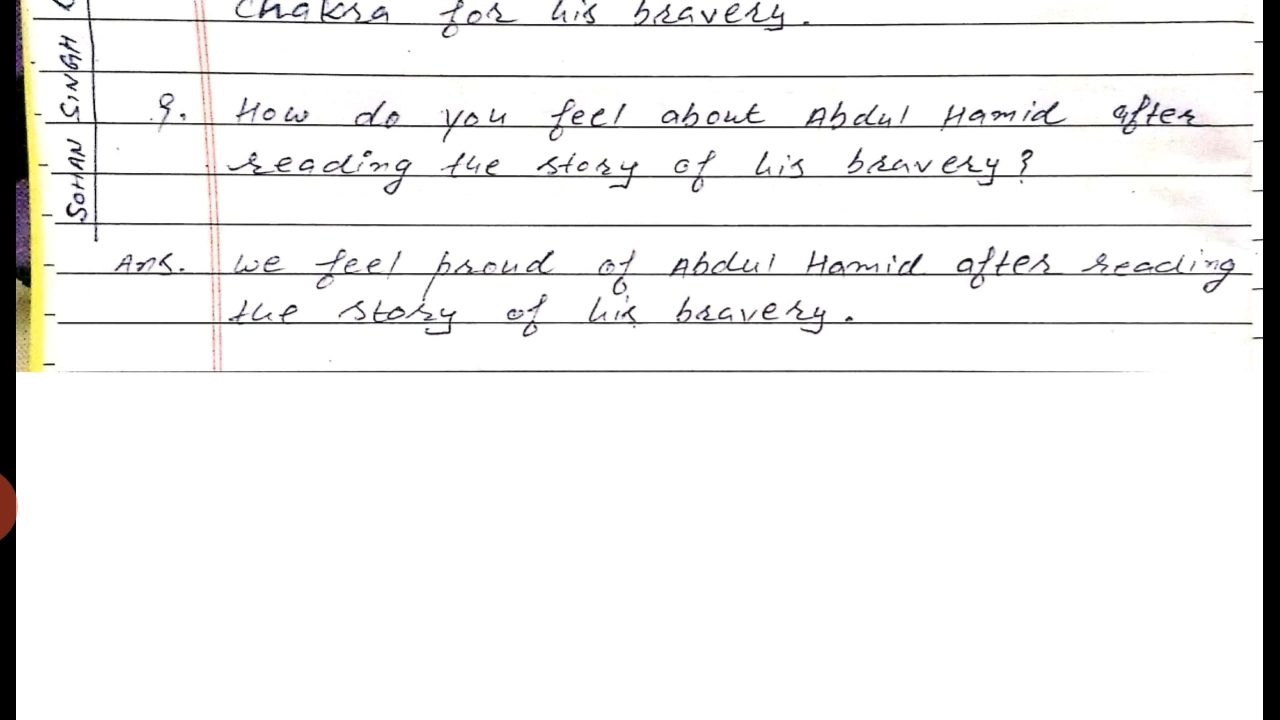 Chakra for his bravery.
SOHAN SINGH
9. How do you feel about Abdul Hamid after
reading the story of his bravery?
Ans. We feel proud of Abdul Hamid after reading
the story of his bravery.